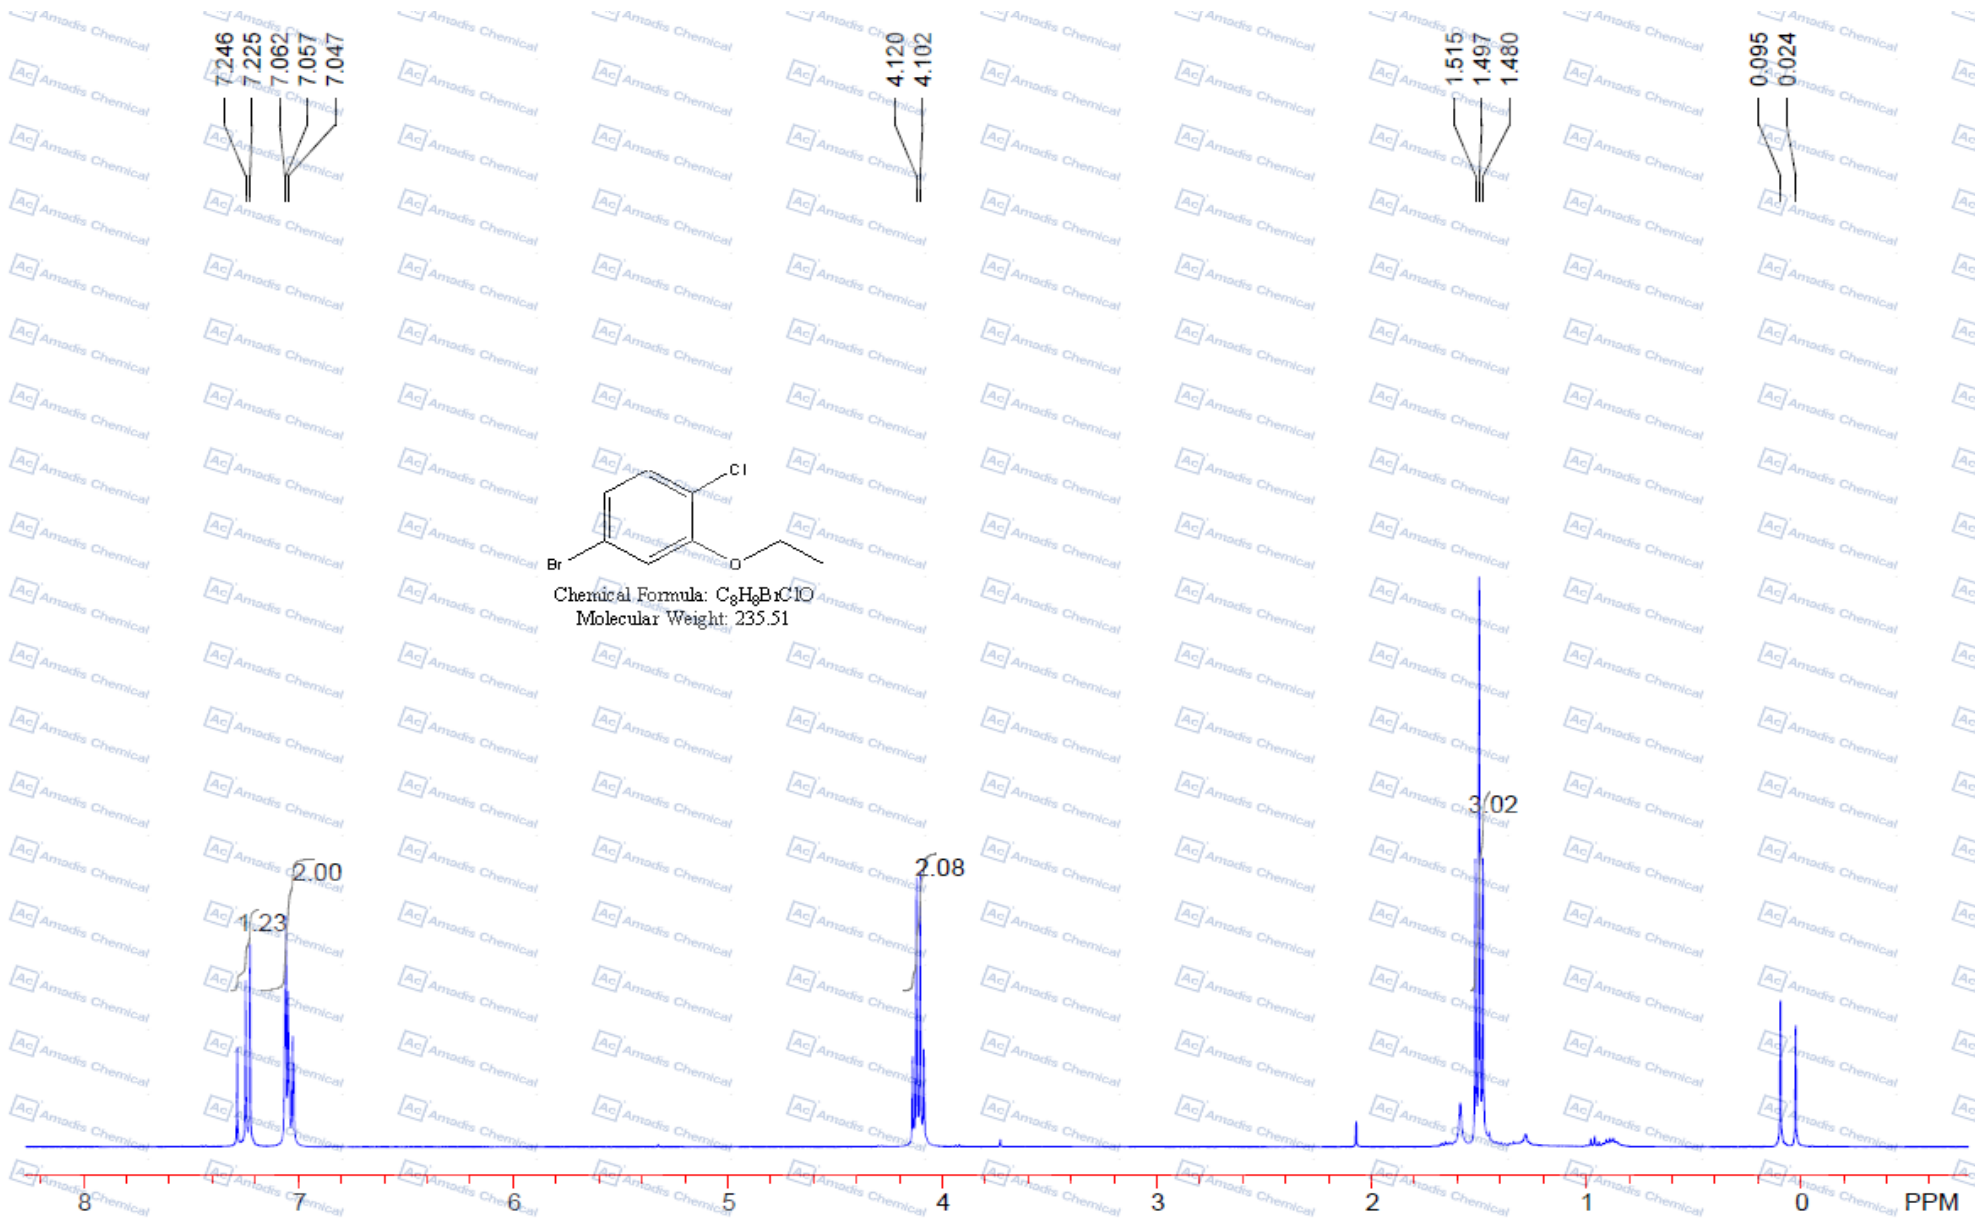 7.246
7.225
7.062
7.057
7.047
4.120
4.102
1.515
1.497
1.480
0.095
0.024
Cl
Br
O
Chemical Formula: C₈H₈BrClO
Molecular Weight: 235.51
3.02
2.00
2.08
1.23
8 7 6 5 4 3 2 1 0 PPM
Ac Amadis Chemical